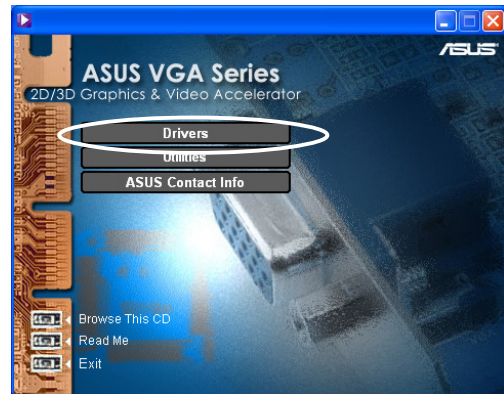 ASUS
ASUS VGA Series
2D/3D Graphics & Video Accelerator
Drivers
Utilities
ASUS Contact Info
Browse This CD
Read Me
Exit